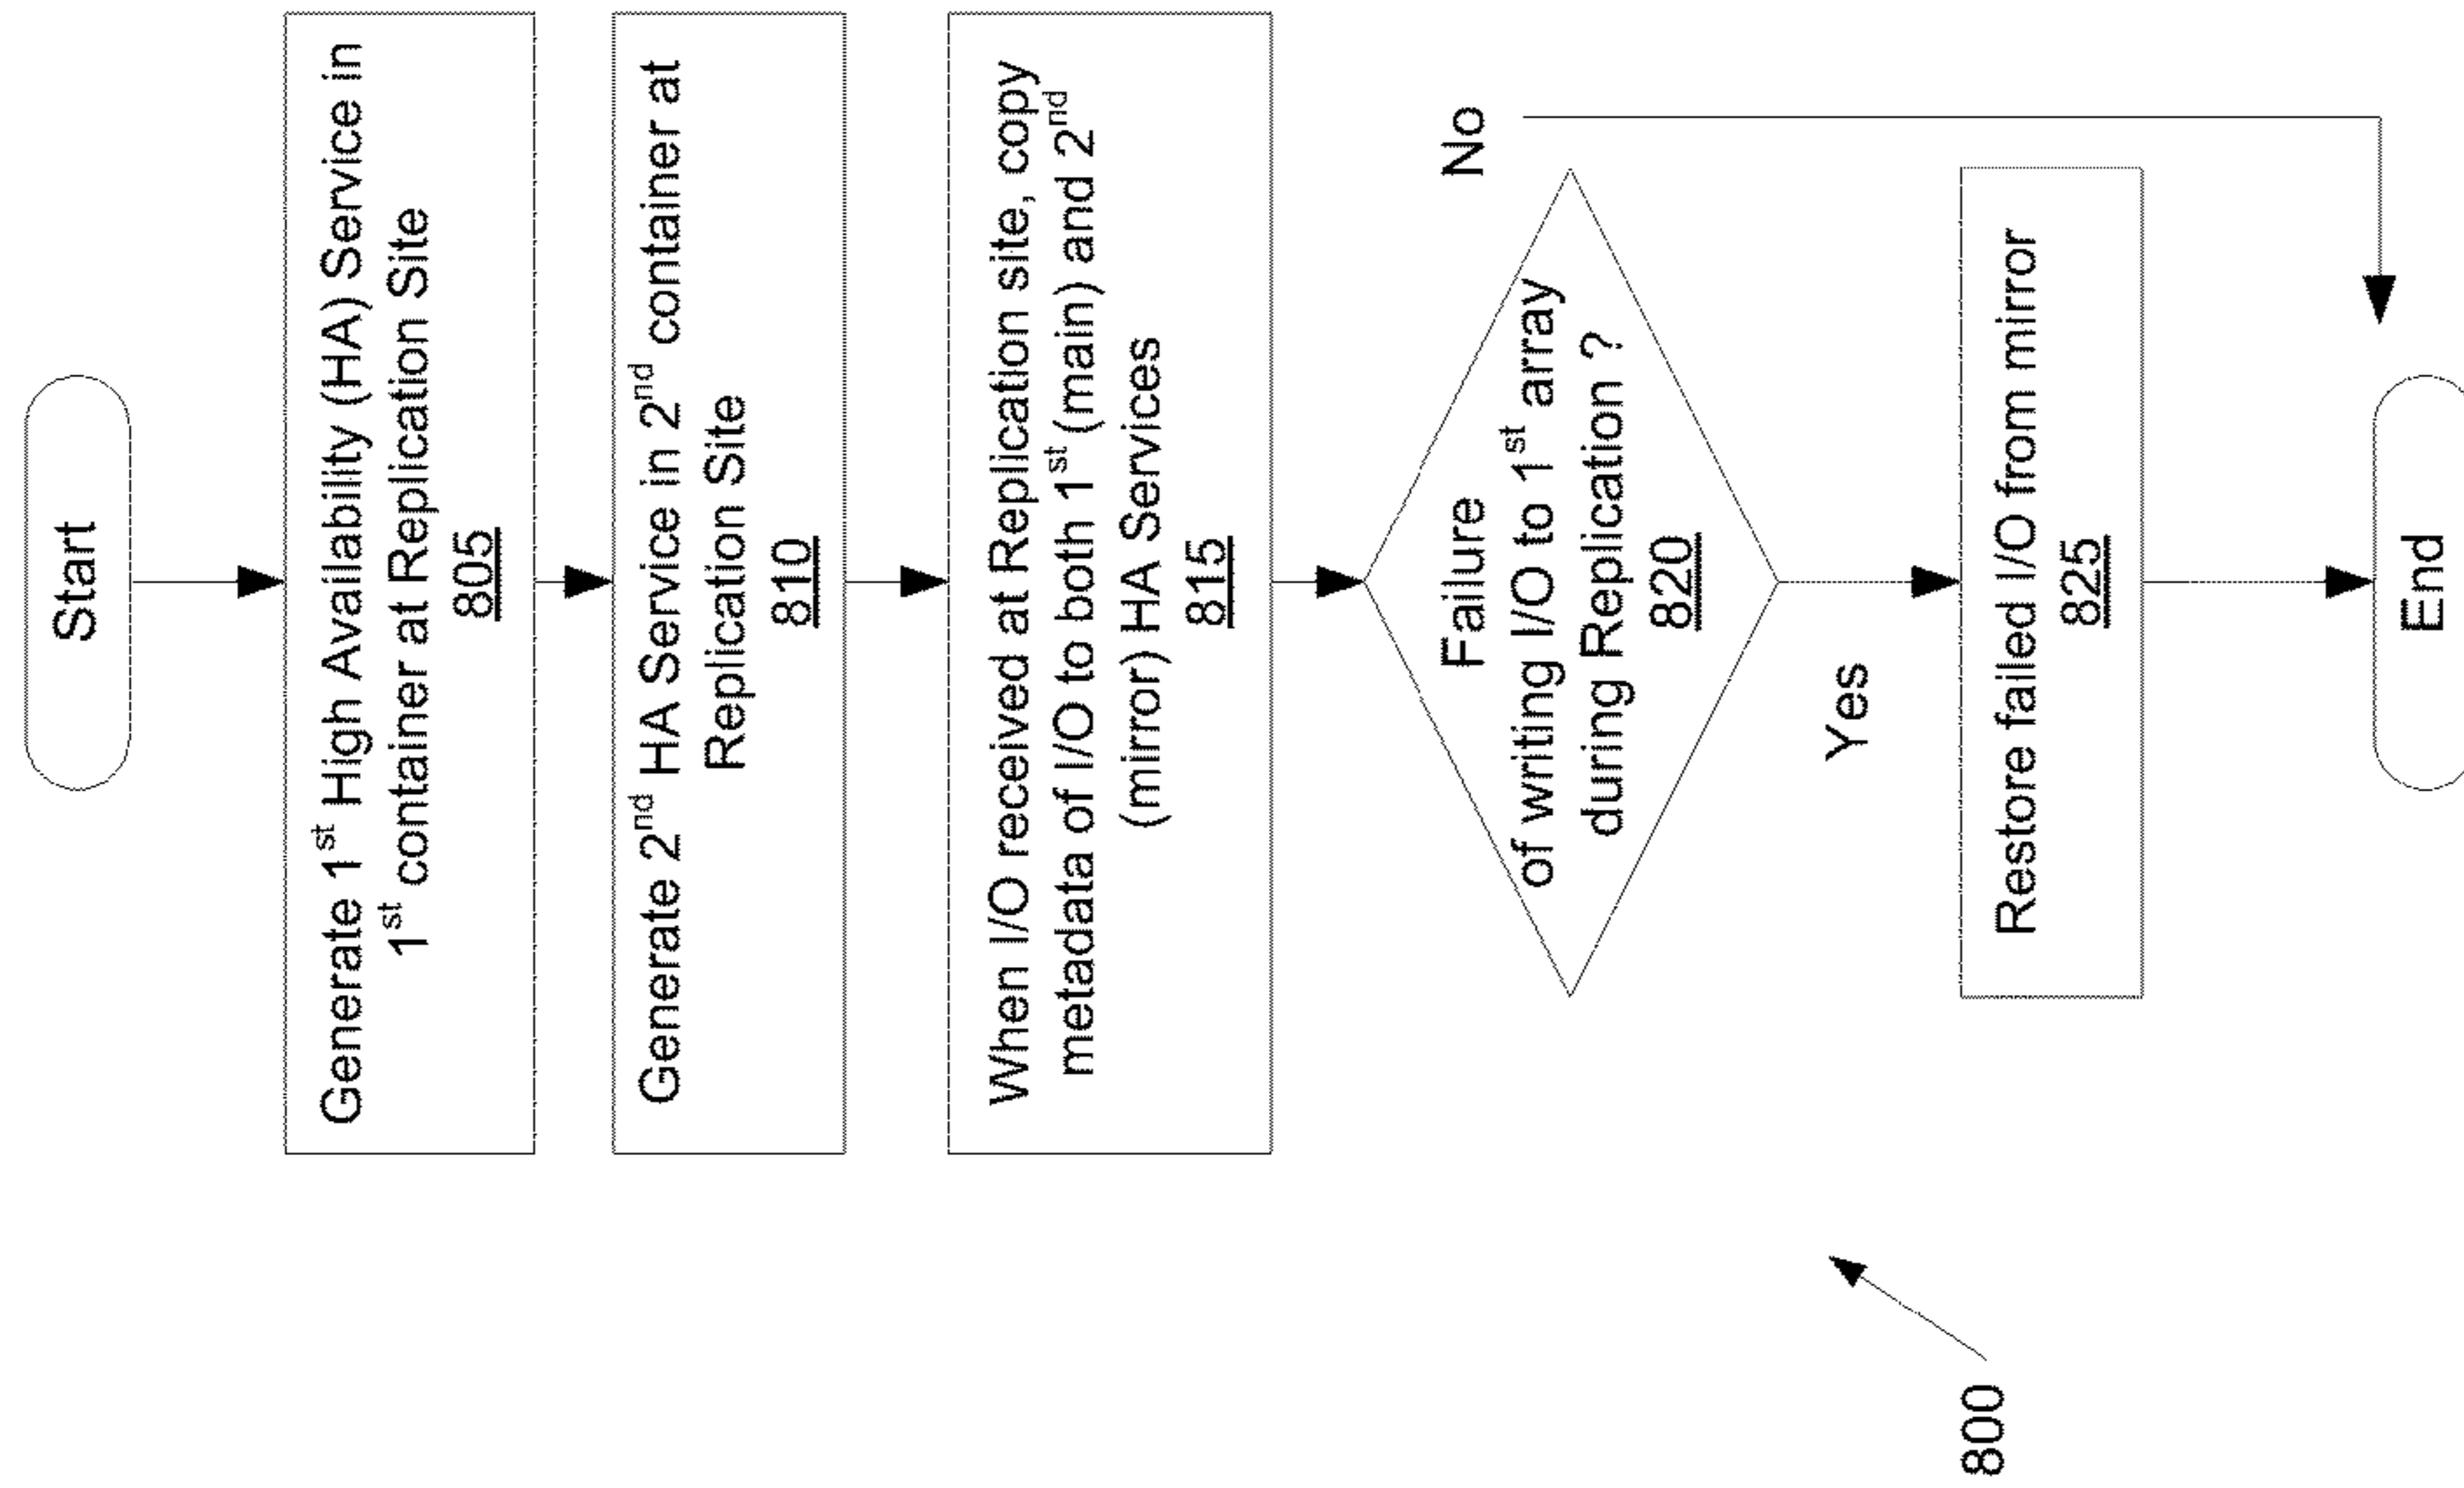 Start
Generate 1st High Availability (HA) Service in
1st container at Replication Site
805
Generate 2nd HA Service in 2nd container at
Replication Site
810
When I/O received at Replication site, copy
metadata of I/O to both 1st (main) and 2nd
(mirror) HA Services
815
Failure
of writing I/O to 1st array
during Replication ?
820
No
Yes
Restore failed I/O from mirror
825
End
800